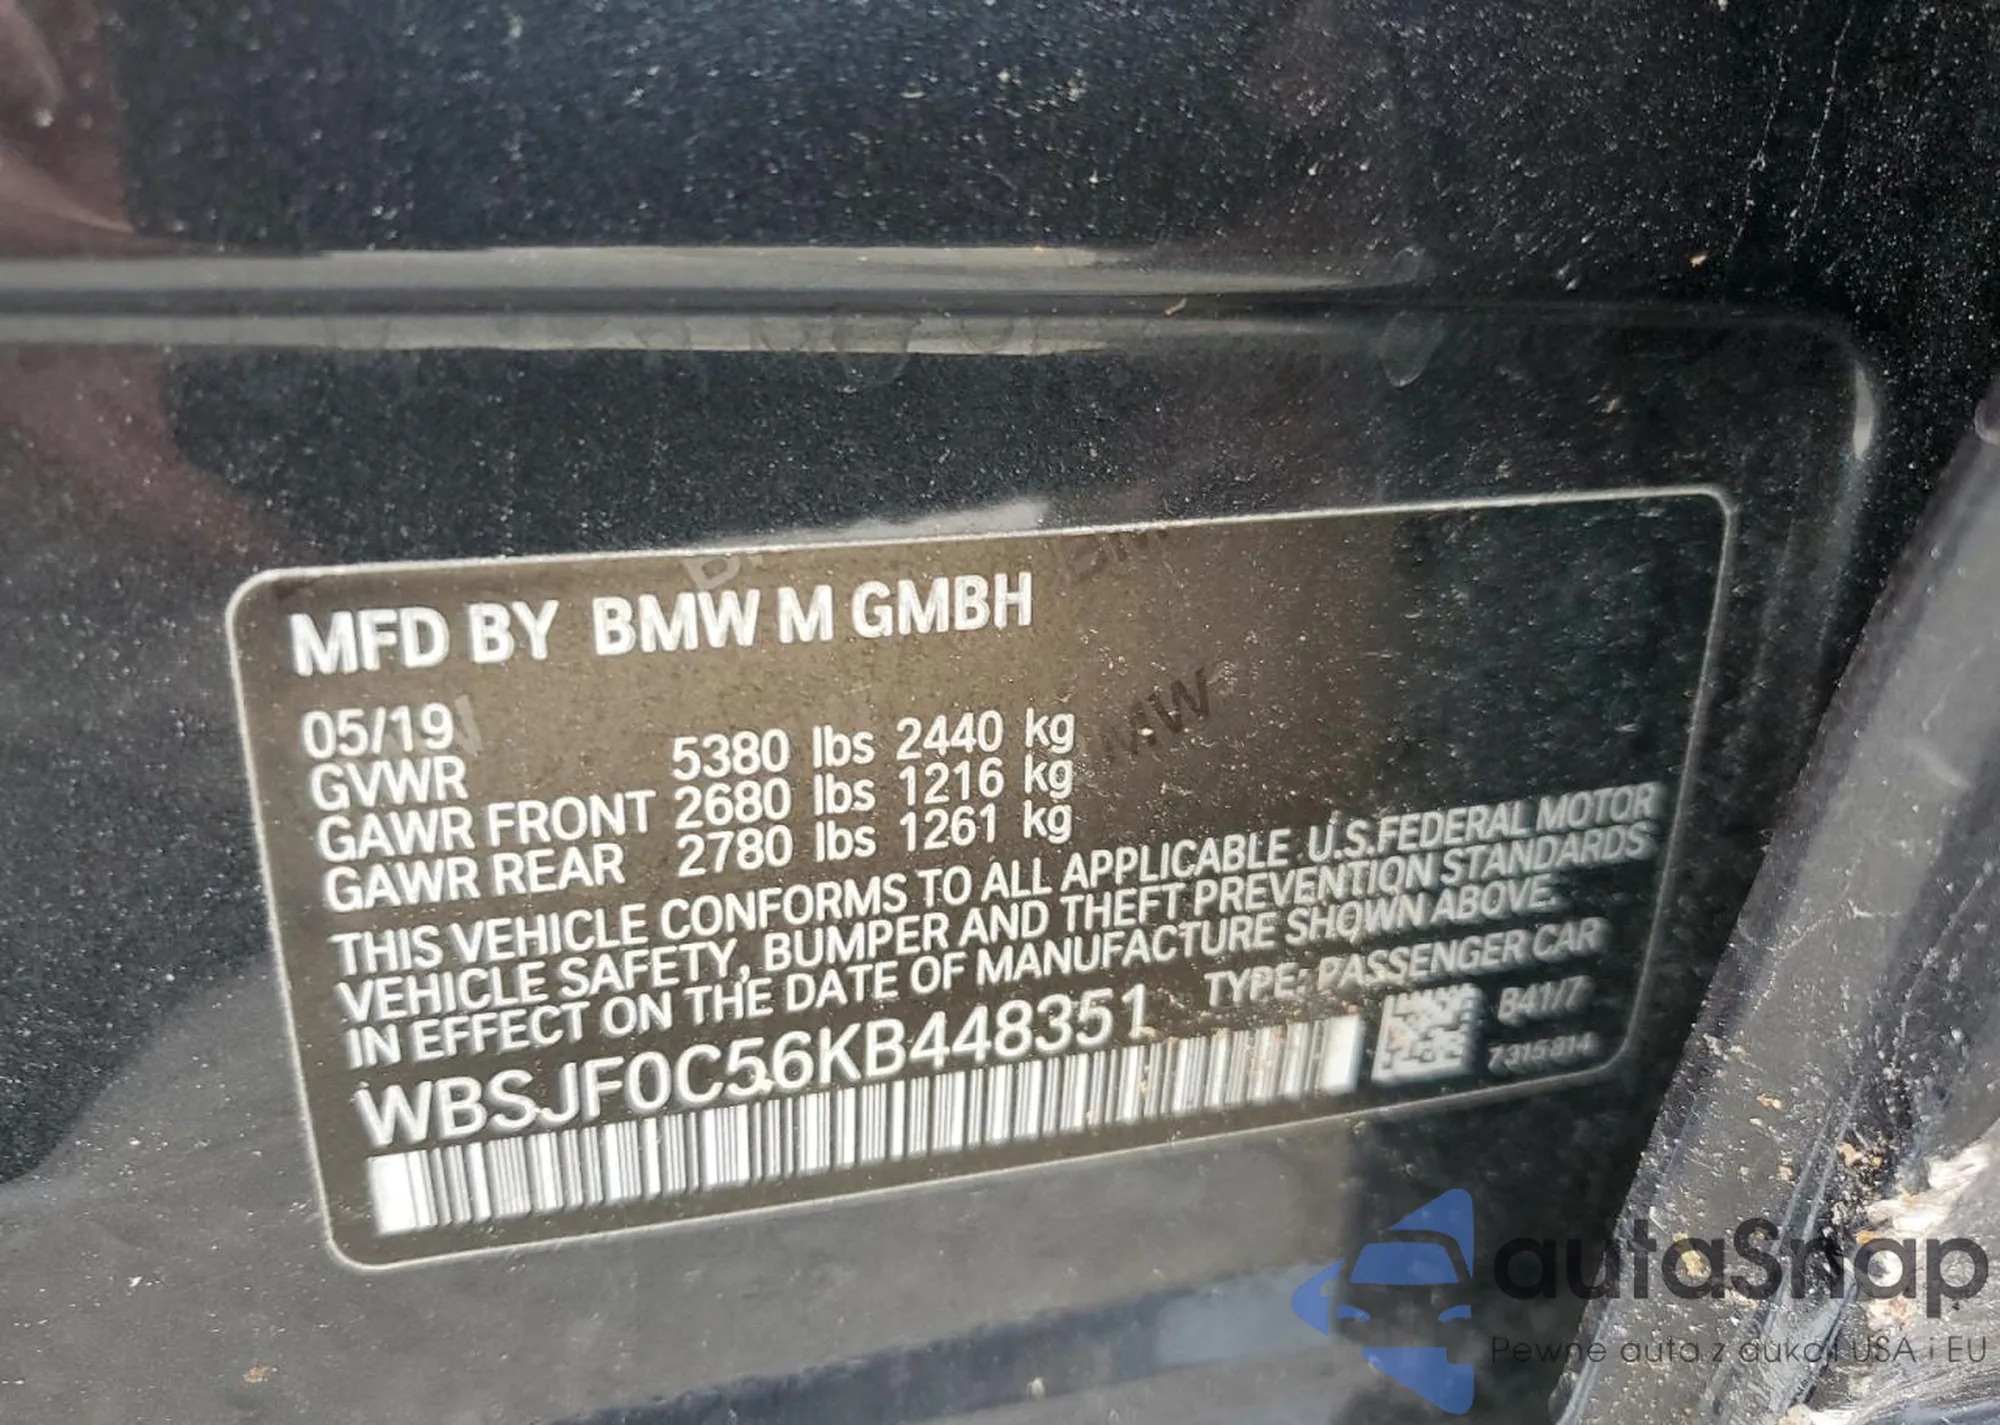 MFD BY BMW M GMBH
05/19
GVWR 5380 lbs 2440 kg
GAWR FRONT 2680 lbs 1216 kg
GAWR REAR 2780 lbs 1261 kg
THIS VEHICLE CONFORMS TO ALL APPLICABLE U.S.FEDERAL MOTOR
VEHICLE SAFETY, BUMPER AND THEFT PREVENTION STANDARDS
IN EFFECT ON THE DATE OF MANUFACTURE SHOWN ABOVE.
WBSJF0C56KB448351 TYPE: PASSENGER CAR
B41/7
7315814
autaSnap
Pewne auta z aukcji USA i EU